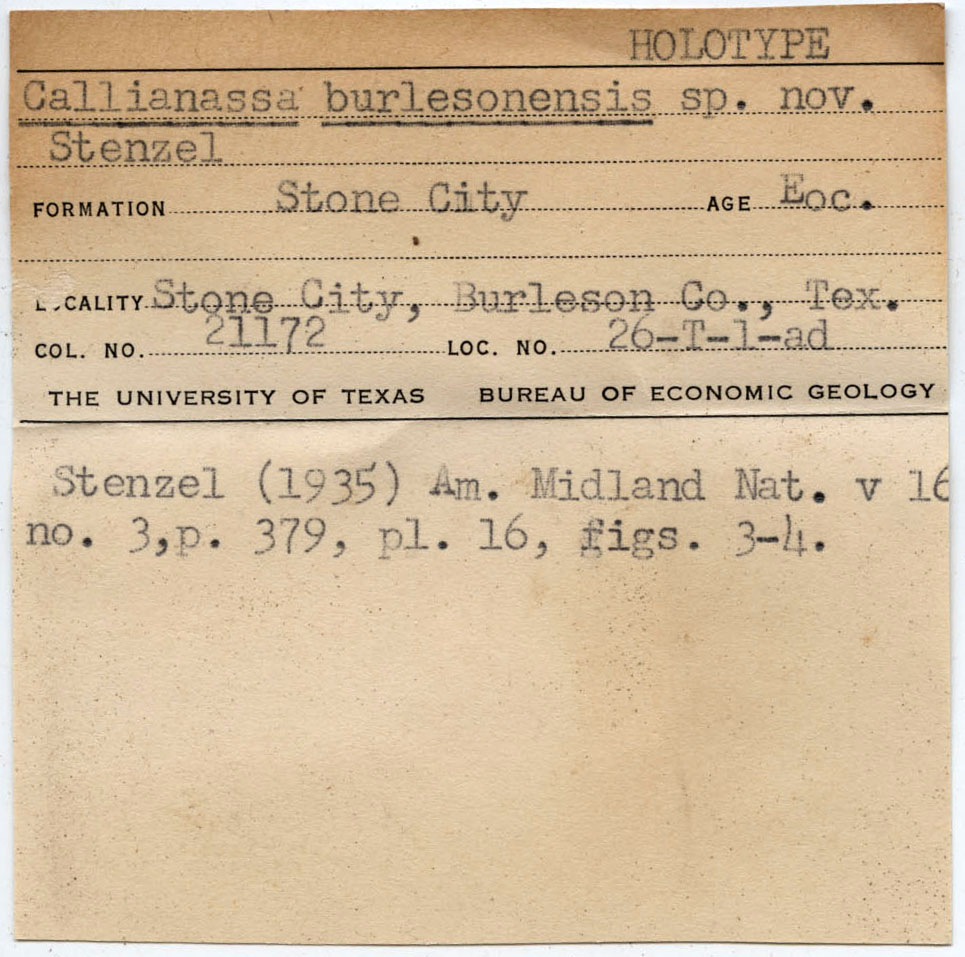 HOLOTYPE
Callianassa burlesonensis sp. nov.
Stenzel
FORMATION Stone City AGE Eoc.
LOCALITY Stone City, Burleson Co., Tex.
COL. NO. 21172 LOC. NO. 26-T-1-ad
THE UNIVERSITY OF TEXAS BUREAU OF ECONOMIC GEOLOGY
Stenzel (1935) Am. Midland Nat. v 16
no. 3,p. 379, pl. 16, figs. 3-4.